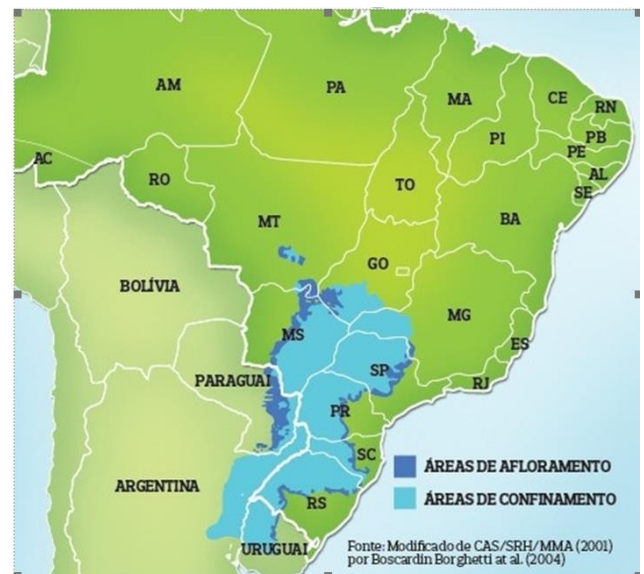 AM
PA
MA
CE
RN
PI
PB
PE
AC
AL
RO
TO
SE
MT
BA
GO
BOLÍVIA
MG
MS
ES
SP
PARAGUAI
RJ
PR
SC
ÁREAS DE AFLORAMENTO
ARGENTINA
ÁREAS DE CONFINAMENTO
RS
URUGUAI
Fonte: Modificado de CAS/SRH/MMA (2001)
por Boscardin Borghetti at al. (2004)